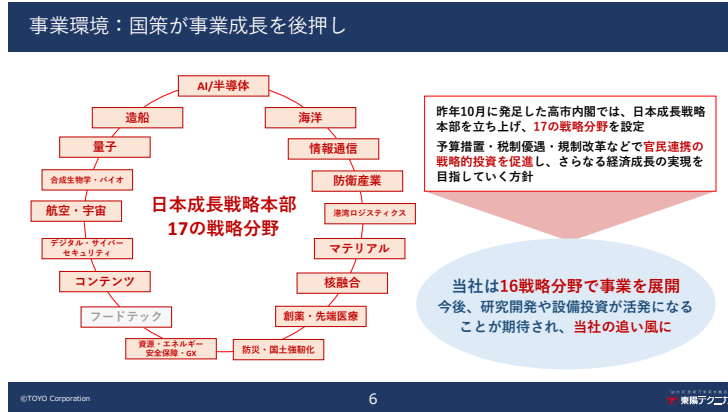 事業環境：国策が事業成長を後押し
AI/半導体
造船
海洋
量子
情報通信
合成生物学・バイオ
防衛産業
航空・宇宙
港湾ロジスティクス
デジタル・サイバー
セキュリティ
マテリアル
コンテンツ
核融合
フードテック
創薬・先端医療
資源・エネルギー
安全保障・GX
防災・国土強靭化
日本成長戦略本部
17の戦略分野
昨年10月に発足した高市内閣では、日本成長戦略
本部を立ち上げ、17の戦略分野を設定
予算措置・税制優遇・規制改革などで官民連携の
戦略的投資を促進し、さらなる経済成長の実現を
目指していく方針
当社は16戦略分野で事業を展開
今後、研究開発や設備投資が活発になる
ことが期待され、当社の追い風に
©TOYO Corporation
6
東陽テクニカ